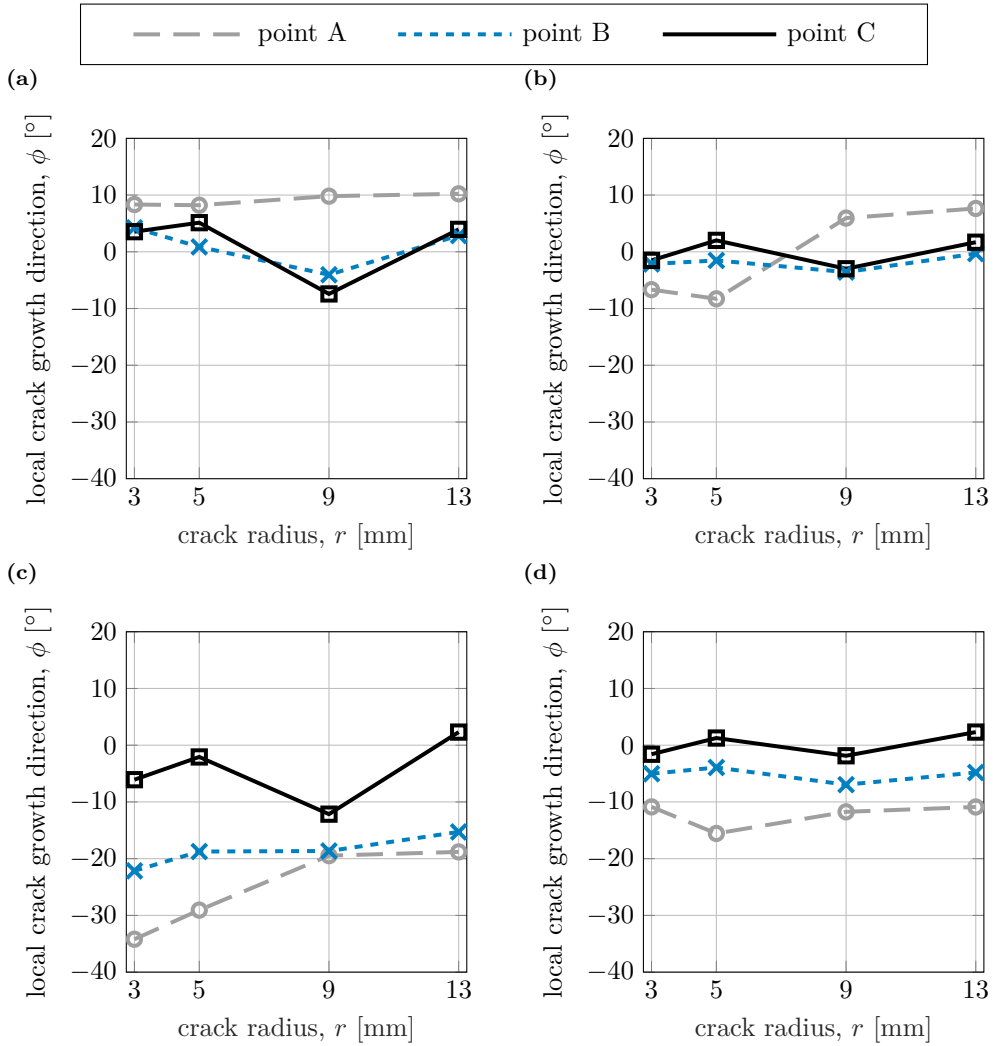 point A point B point C
(a)
local crack growth direction, ϕ [°]
20
10
0
−10
−20
−30
−40
3 5 9 13
crack radius, r [mm]
(b)
local crack growth direction, ϕ [°]
20
10
0
−10
−20
−30
−40
3 5 9 13
crack radius, r [mm]
(c)
local crack growth direction, ϕ [°]
20
10
0
−10
−20
−30
−40
3 5 9 13
crack radius, r [mm]
(d)
local crack growth direction, ϕ [°]
20
10
0
−10
−20
−30
−40
3 5 9 13
crack radius, r [mm]